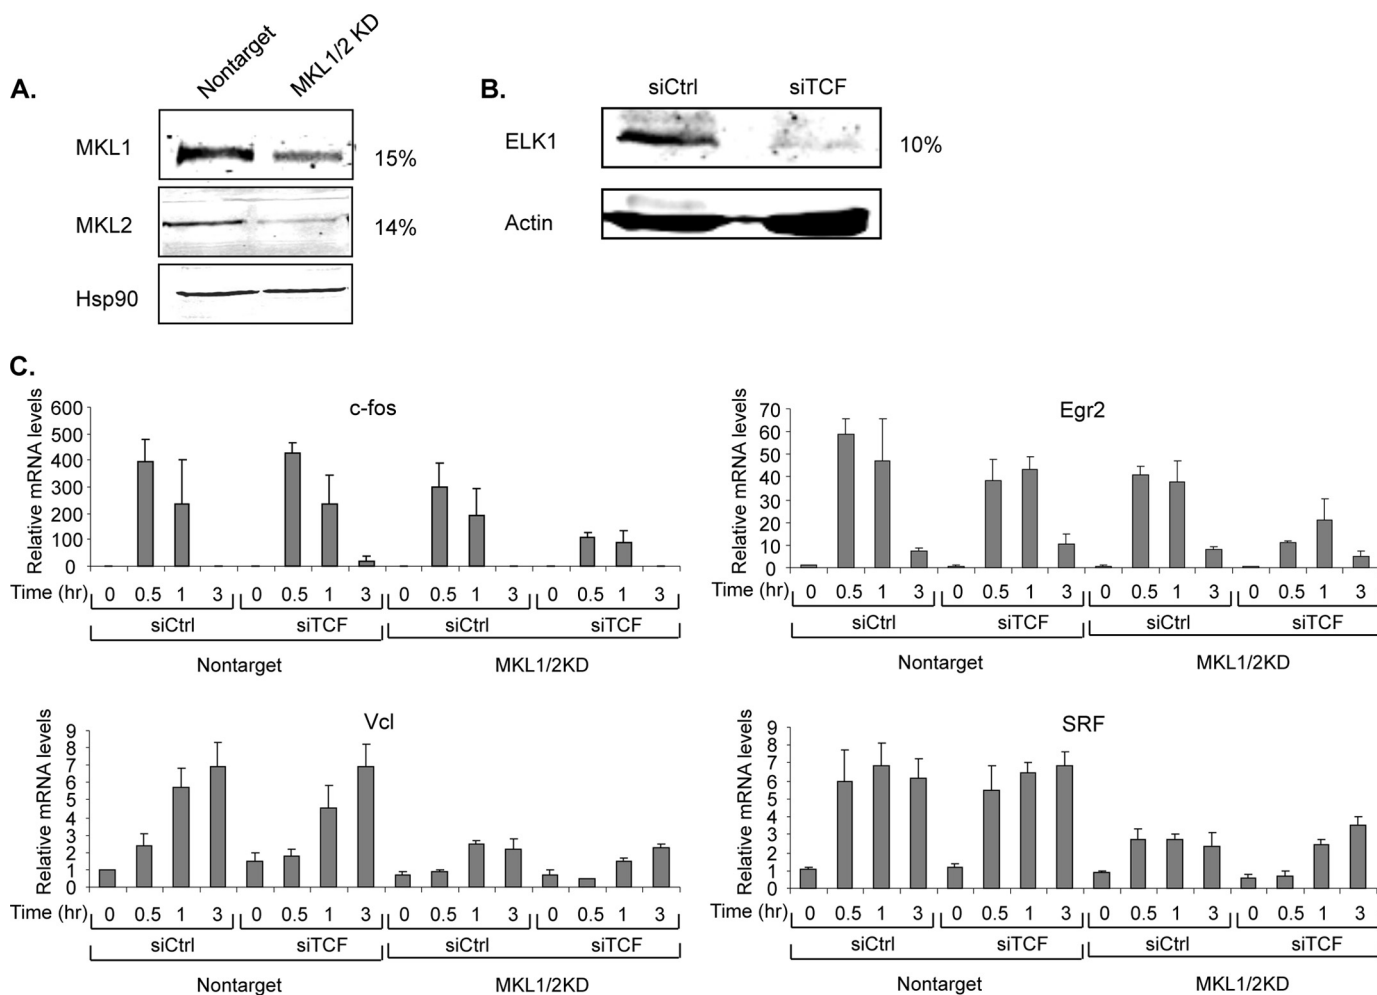 A.
Nontarget
MKL1/2 KD
MKL1
15%
MKL2
14%
Hsp90
B.
siCtrl
siTCF
ELK1
10%
Actin
C.
c-fos
Relative mRNA levels
600
500
400
300
200
100
0
Time (hr) 0 0.5 1 3 0 0.5 1 3 0 0.5 1 3 0 0.5 1 3
siCtrl siTCF siCtrl siTCF
Nontarget MKL1/2KD
Egr2
Relative mRNA levels
70
60
50
40
30
20
10
0
Time (hr) 0 0.5 1 3 0 0.5 1 3 0 0.5 1 3 0 0.5 1 3
siCtrl siTCF siCtrl siTCF
Nontarget MKL1/2KD
Vcl
Relative mRNA levels
9
8
7
6
5
4
3
2
1
0
Time (hr) 0 0.5 1 3 0 0.5 1 3 0 0.5 1 3 0 0.5 1 3
siCtrl siTCF siCtrl siTCF
Nontarget MKL1/2KD
SRF
Relative mRNA levels
9
8
7
6
5
4
3
2
1
0
Time (hr) 0 0.5 1 3 0 0.5 1 3 0 0.5 1 3 0 0.5 1 3
siCtrl siTCF siCtrl siTCF
Nontarget MKL1/2KD